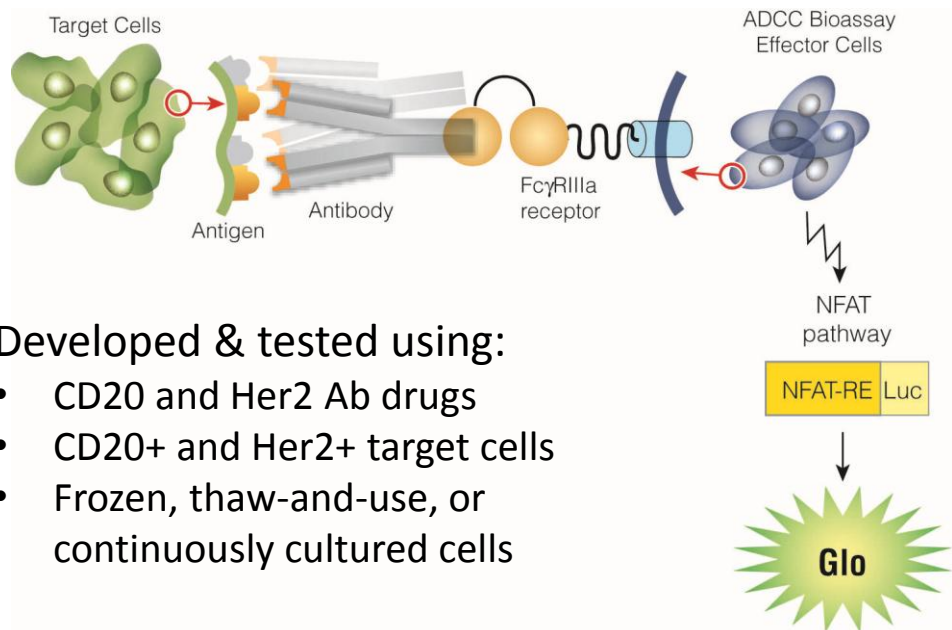 Target Cells
ADCC Bioassay
Effector Cells
FcγRIIIa
receptor
Antibody
Antigen
NFAT
pathway
NFAT-RE Luc
Glo
Developed & tested using:
• CD20 and Her2 Ab drugs
• CD20+ and Her2+ target cells
• Frozen, thaw-and-use, or
continuously cultured cells